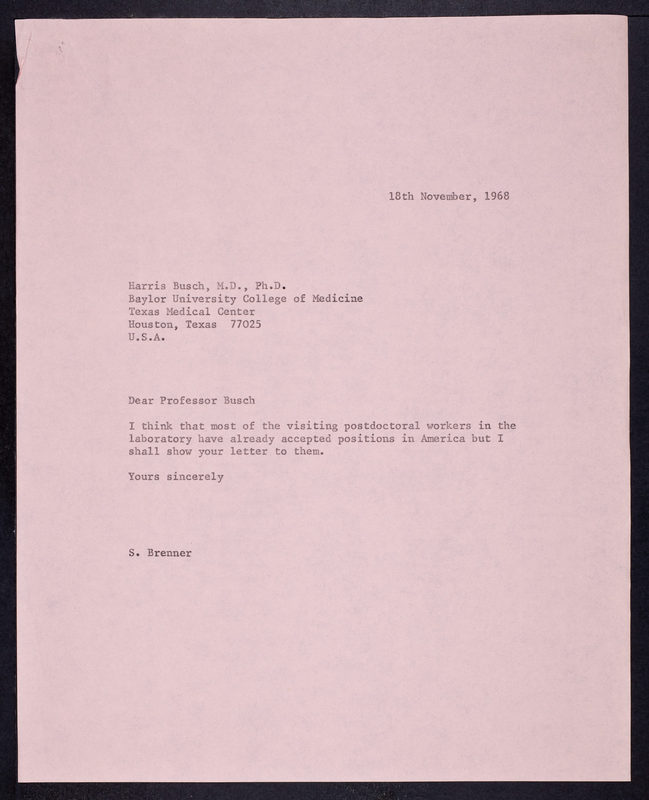 18th November, 1968
Harris Busch, M.D., Ph.D.
Baylor University College of Medicine
Texas Medical Center
Houston, Texas  77025
U.S.A.
Dear Professor Busch
I think that most of the visiting postdoctoral workers in the
laboratory have already accepted positions in America but I
shall show your letter to them.
Yours sincerely
S. Brenner